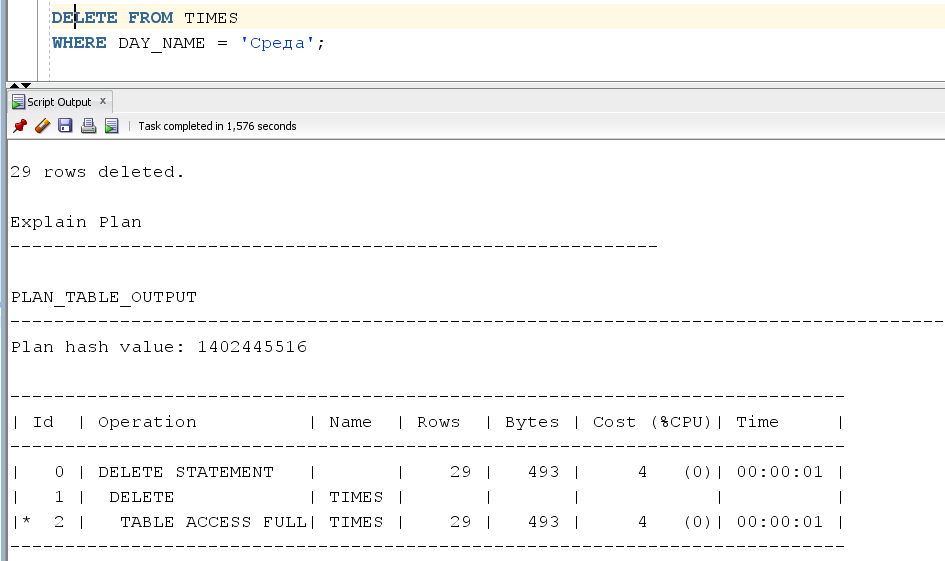 DELETE FROM TIMES
WHERE DAY_NAME = 'Среда';
Script Output x
Task completed in 1,576 seconds
29 rows deleted.
Explain Plan
-----------------------------------------------------------
PLAN_TABLE_OUTPUT
-------------------------------------------------------------------------------------
Plan hash value: 1402445516
----------------------------------------------------------------------------
| Id  | Operation          | Name  | Rows  | Bytes | Cost (%CPU)| Time     |
----------------------------------------------------------------------------
|   0 | DELETE STATEMENT   |       |    29 |   493 |     4   (0)| 00:00:01 |
|   1 |  DELETE            | TIMES |       |       |            |          |
|*  2 |   TABLE ACCESS FULL| TIMES |    29 |   493 |     4   (0)| 00:00:01 |
----------------------------------------------------------------------------